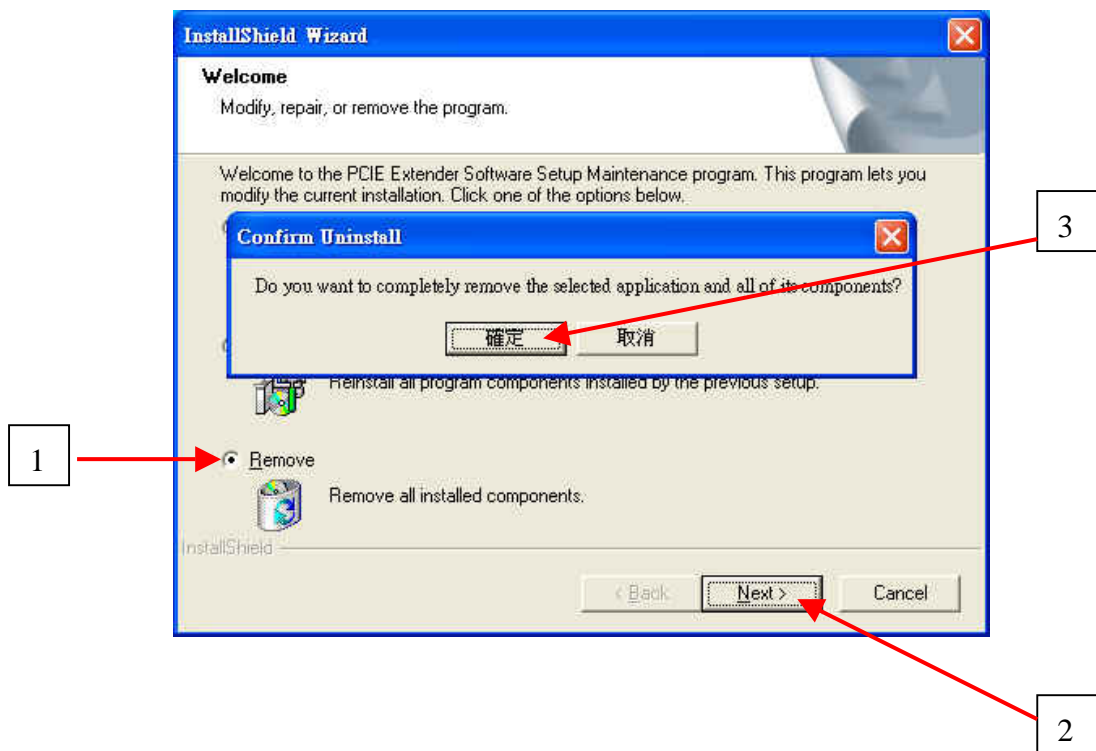 InstallShield Wizard
Welcome
Modify, repair, or remove the program.
Welcome to the PCIE Extender Software Setup Maintenance program. This program lets you
modify the current installation. Click one of the options below.
3
Confirm Uninstall
Do you want to completely remove the selected application and all of its components?
確定 取消
Reinstall all program components installed by the previous setup.
1
Remove
Remove all installed components.
InstallShield
< Back Next > Cancel
2